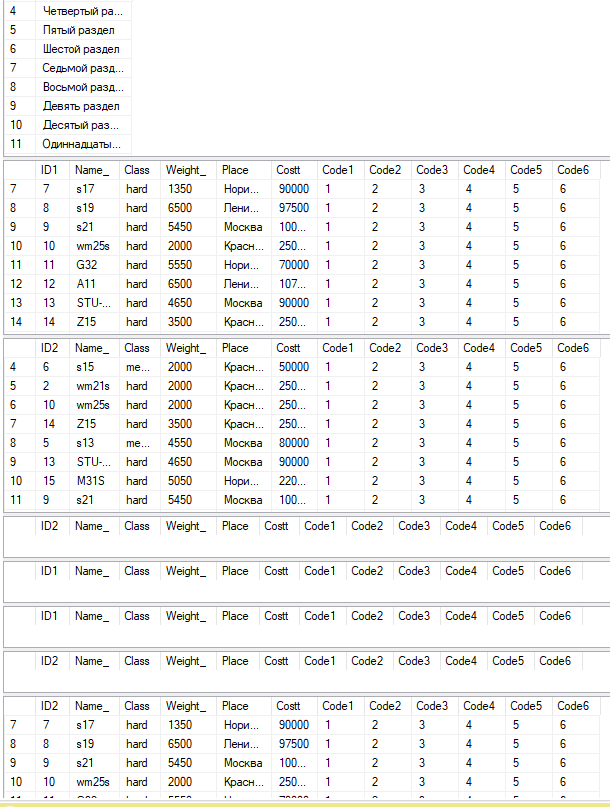 4 Четвертый ра...
5 Пятый раздел
6 Шестой раздел
7 Седьмой разд...
8 Восьмой разд...
9 Девять раздел
10 Десятый раз...
11 Одиннадцаты...
ID1 Name_ Class Weight_ Place Costt Code1 Code2 Code3 Code4 Code5 Code6
7 7 s17 hard 1350 Нори... 90000 1 2 3 4 5 6
8 8 s19 hard 6500 Лени... 97500 1 2 3 4 5 6
9 9 s21 hard 5450 Москва 100... 1 2 3 4 5 6
10 10 wm25s hard 2000 Красн... 250... 1 2 3 4 5 6
11 11 G32 hard 5550 Нори... 70000 1 2 3 4 5 6
12 12 A11 hard 6500 Лени... 107... 1 2 3 4 5 6
13 13 STU-... hard 4650 Москва 90000 1 2 3 4 5 6
14 14 Z15 hard 3500 Красн... 250... 1 2 3 4 5 6
ID2 Name_ Class Weight_ Place Costt Code1 Code2 Code3 Code4 Code5 Code6
4 6 s15 me... 2000 Красн... 50000 1 2 3 4 5 6
5 2 wm21s hard 2000 Красн... 250... 1 2 3 4 5 6
6 10 wm25s hard 2000 Красн... 250... 1 2 3 4 5 6
7 14 Z15 hard 3500 Красн... 250... 1 2 3 4 5 6
8 5 s13 me... 4550 Москва 80000 1 2 3 4 5 6
9 13 STU-... hard 4650 Москва 90000 1 2 3 4 5 6
10 15 M31S hard 5050 Нори... 220... 1 2 3 4 5 6
11 9 s21 hard 5450 Москва 100... 1 2 3 4 5 6
ID2 Name_ Class Weight_ Place Costt Code1 Code2 Code3 Code4 Code5 Code6
ID1 Name_ Class Weight_ Place Costt Code1 Code2 Code3 Code4 Code5 Code6
ID1 Name_ Class Weight_ Place Costt Code1 Code2 Code3 Code4 Code5 Code6
ID2 Name_ Class Weight_ Place Costt Code1 Code2 Code3 Code4 Code5 Code6
ID2 Name_ Class Weight_ Place Costt Code1 Code2 Code3 Code4 Code5 Code6
7 7 s17 hard 1350 Нори... 90000 1 2 3 4 5 6
8 8 s19 hard 6500 Лени... 97500 1 2 3 4 5 6
9 9 s21 hard 5450 Москва 100... 1 2 3 4 5 6
10 10 wm25s hard 2000 Красн... 250... 1 2 3 4 5 6